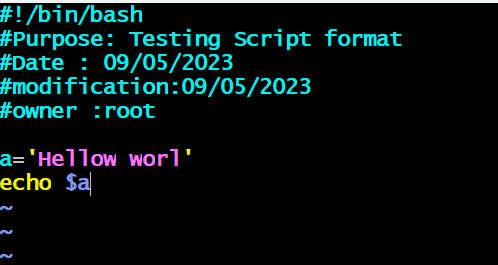 #!/bin/bash
#Purpose: Testing Script format
#Date : 09/05/2023
#modification:09/05/2023
#owner :root
a='Hellow worl'
echo $a
~
~
~